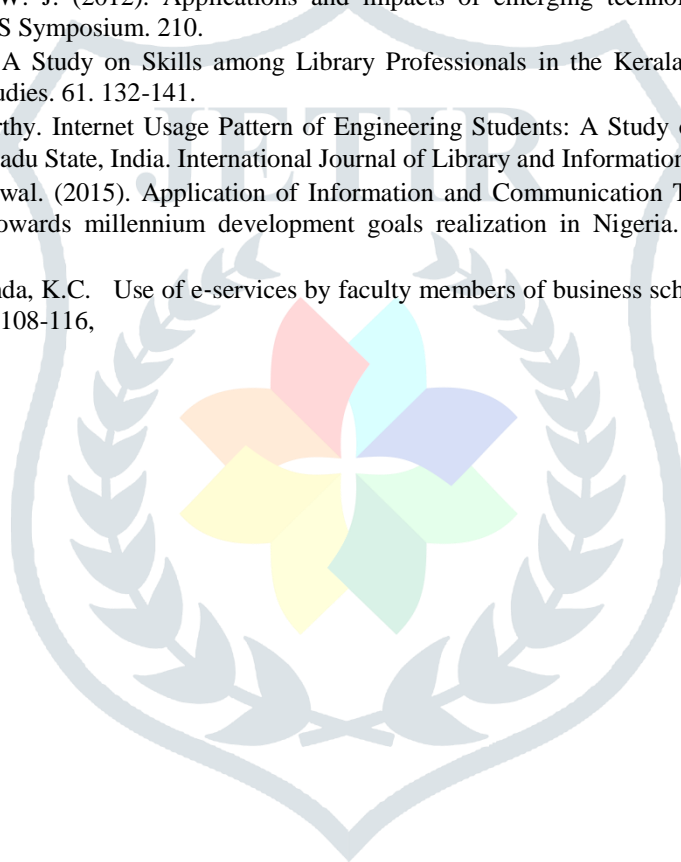 W. J. (2012). Applications and impacts of emerging technol
S Symposium. 210.
A Study on Skills among Library Professionals in the Kerala
udies. 61. 132-141.
rthy. Internet Usage Pattern of Engineering Students: A Study
adu State, India. International Journal of Library and Information
wal. (2015). Application of Information and Communication T
owards millennium development goals realization in Nigeria.
nda, K.C. Use of e-services by faculty members of business sch
108-116,
JETIR